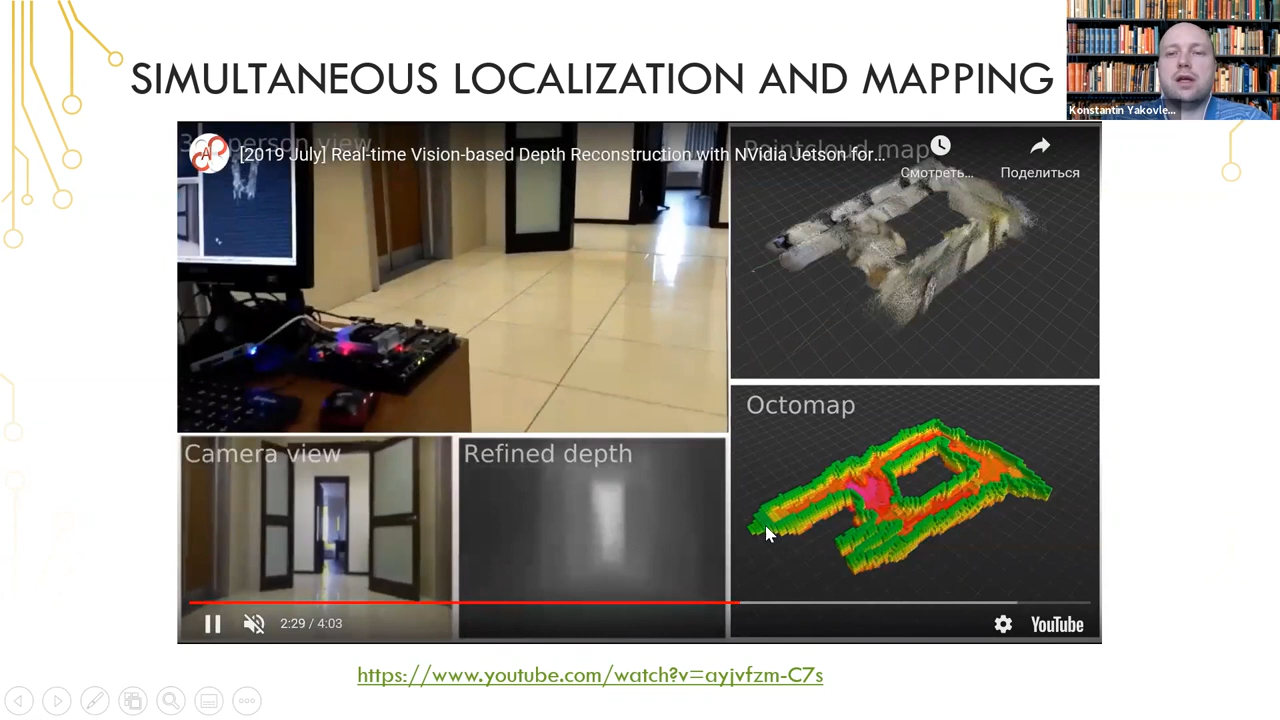 SIMULTANEOUS LOCALIZATION AND MAPPING
Konstantin Yakovle...
person view
[2019 July] Real-time Vision-based Depth Reconstruction with NVidia Jetson for...
Pointcloud map
Смотреть...
Поделиться
Octomap
Camera view
Refined depth
2:29 / 4:03
YouTube
https://www.youtube.com/watch?v=ayjvfzm-C7s